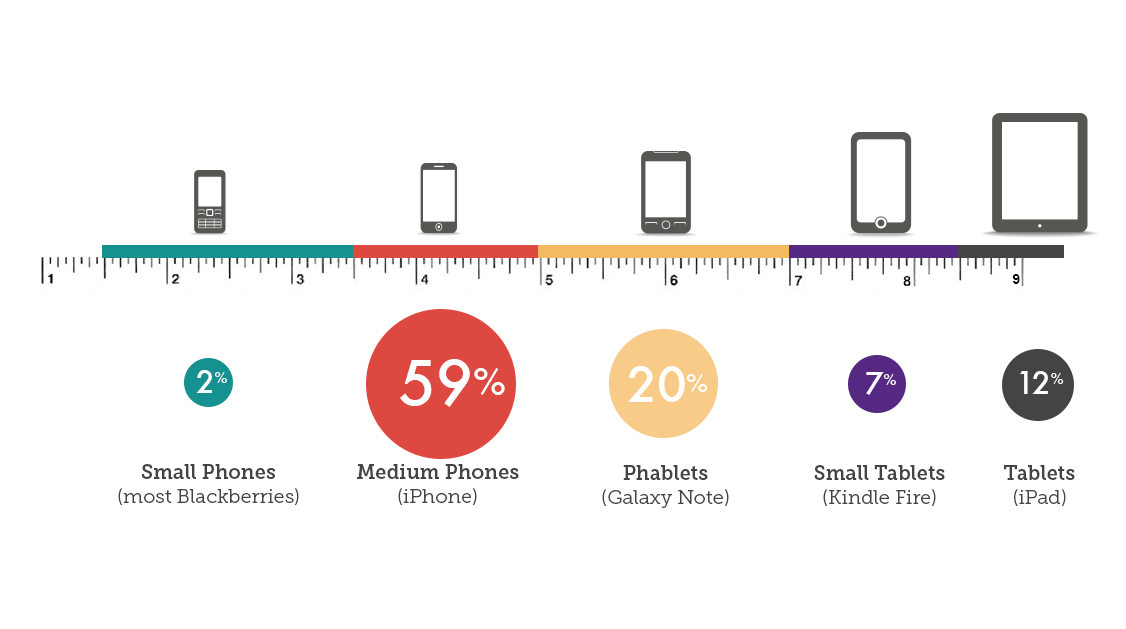 1 2 3 4 5 6 7 8 9
2% 59% 20% 7% 12%
Small Phones
(most Blackberries)
Medium Phones
(iPhone)
Phablets
(Galaxy Note)
Small Tablets
(Kindle Fire)
Tablets
(iPad)